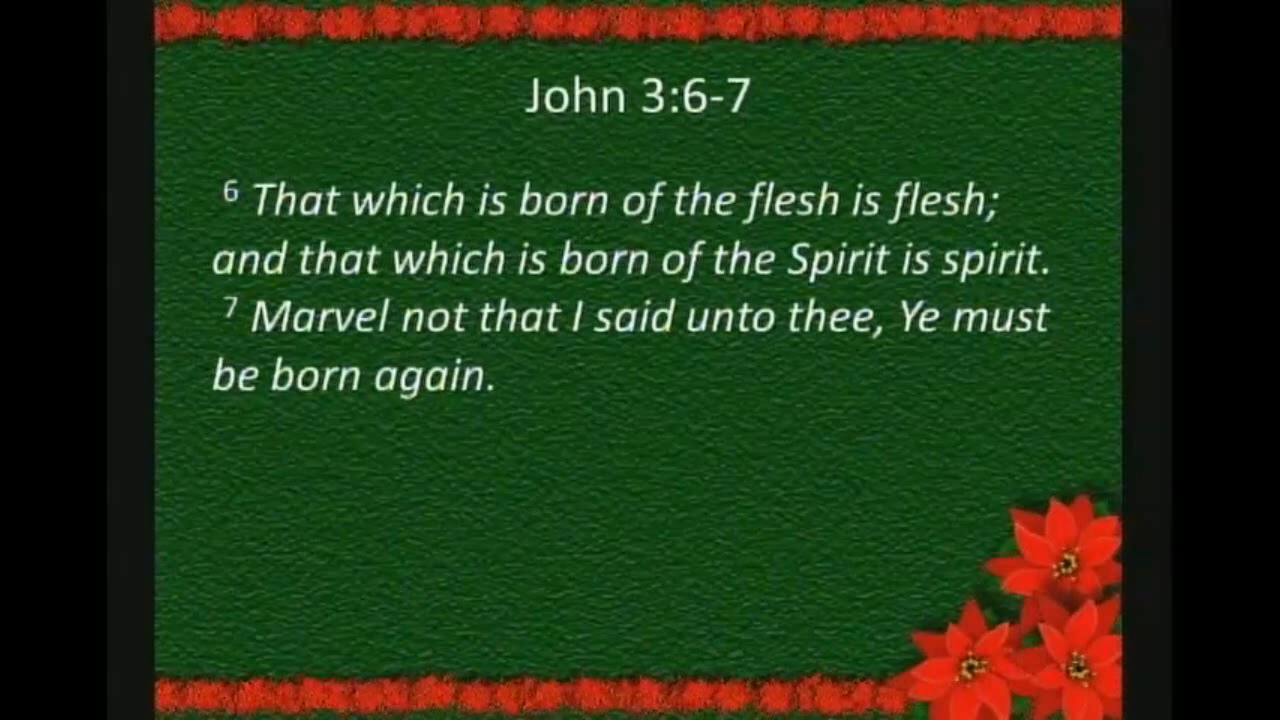 John 3:6-7
6 That which is born of the flesh is flesh;
and that which is born of the Spirit is spirit.
7 Marvel not that I said unto thee, Ye must
be born again.